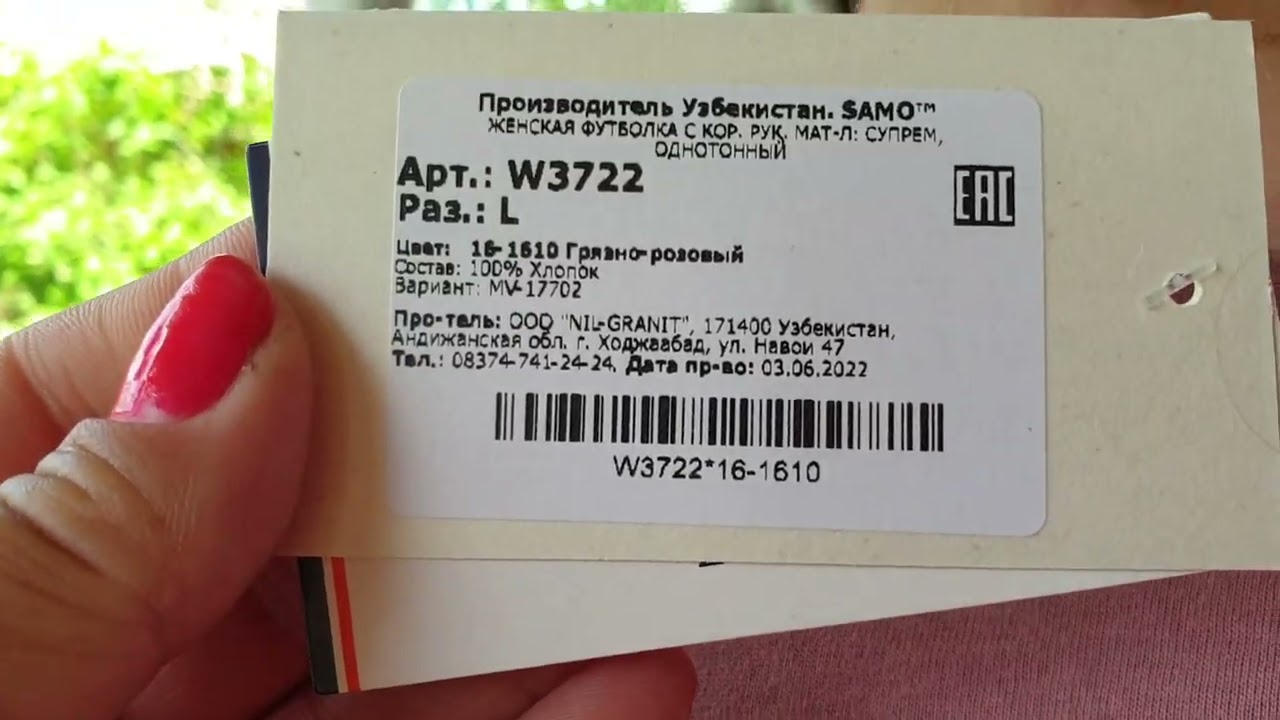 Производитель Узбекистан. SAMO™
ЖЕНСКАЯ ФУТБОЛКА С КОР. РУК. МАТ-Л: СУПРЕМ,
ОДНОТОННЫЙ
Арт.: W3722
EAC
Раз.: L
Цвет: 16-1610 Грязно-розовый
Состав: 100% Хлопок
Вариант: MV-17702
Про-тель: ООО "NIL-GRANIT", 171400 Узбекистан,
Андижанская обл. г. Ходжаабад, ул. Навои 47
Тел.: 08374-741-24-24, Дата пр-во: 03.06.2022
W3722*16-1610